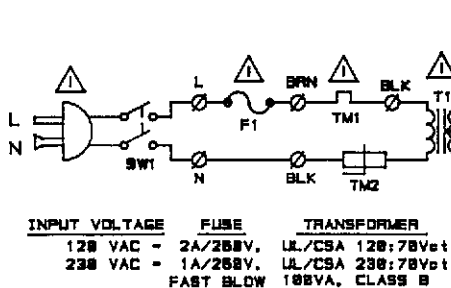 L
BRN
BLK
T1
L
F1
TM1
N
SW1
N
BLK
TM2
INPUT VOLTAGE FUSE TRANSFORMER
120 VAC - 2A/250V, UL/CSA 120:70Vct
230 VAC - 1A/250V, UL/CSA 230:70Vct
FAST BLOW 100VA, CLASS B